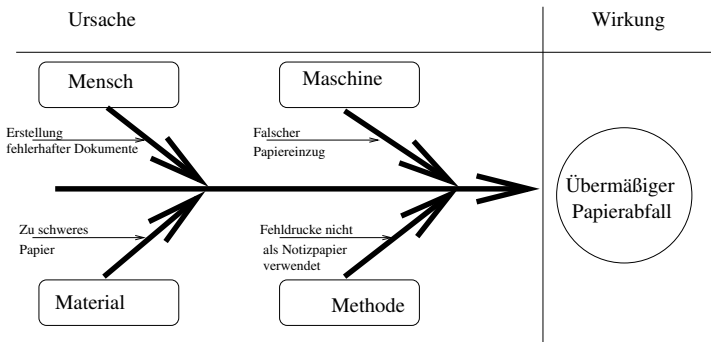 Ursache
Wirkung
Mensch
Maschine
Erstellung
fehlerhafter Dokumente
Falscher
Papiereinzug
Übermäßiger
Papierabfall
Zu schweres
Papier
Fehldrucke nicht
als Notizpapier
verwendet
Material
Methode